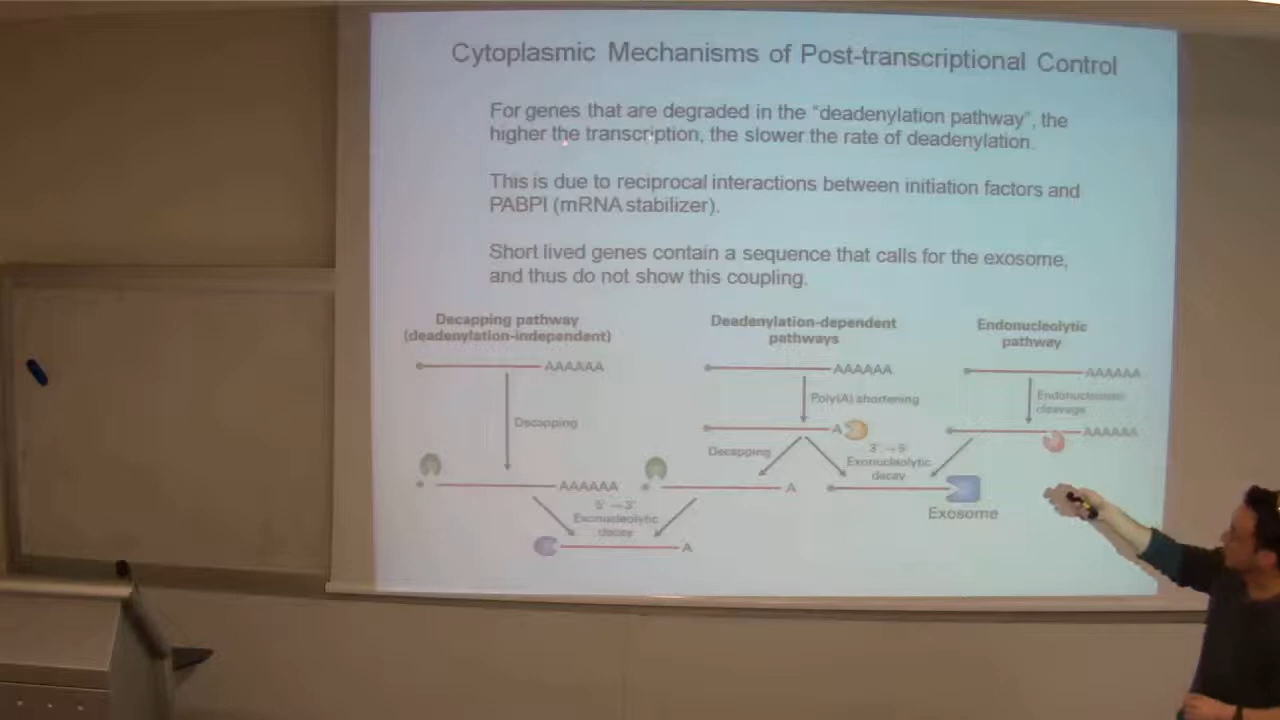 Cytoplasmic Mechanisms of Post-transcriptional Control
For genes that are degraded in the “deadenylation pathway”, the
higher the transcription, the slower the rate of deadenylation.
This is due to reciprocal interactions between initiation factors and
PABPI (mRNA stabilizer).
Short lived genes contain a sequence that calls for the exosome,
and thus do not show this coupling.
Decapping pathway
(deadenylation-independent)
AAAAAA
Decapping
AAAAAA
5' → 3'
Exonucleolytic
decay
A
Deadenylation-dependent
pathways
AAAAAA
Poly(A) shortening
A
Decapping
A
3' → 5'
Exonucleolytic
decay
Exosome
Endonucleolytic
pathway
AAAAAA
Endonucleolytic
cleavage
AAAAAA